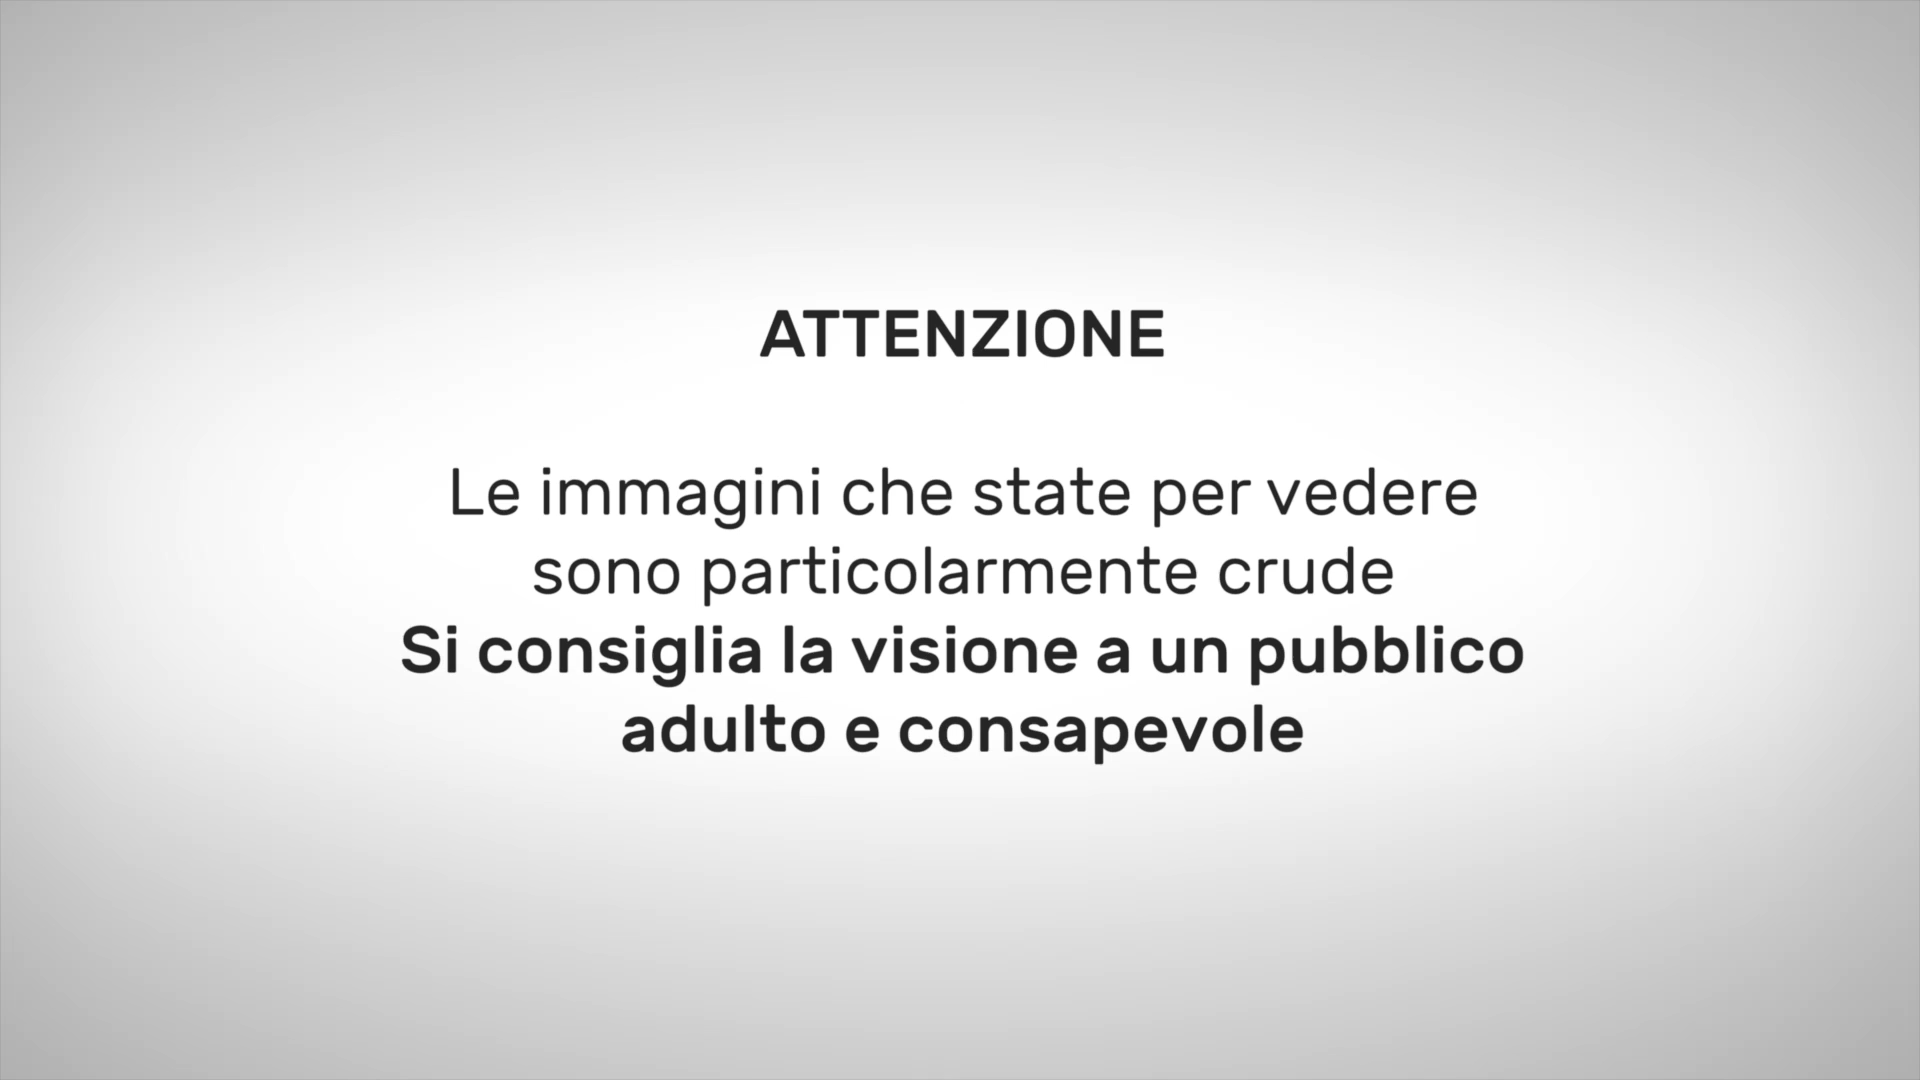 ATTENZIONE
Le immagini che state per vedere
sono particolarmente crude
Si consiglia la visione a un pubblico
adulto e consapevole